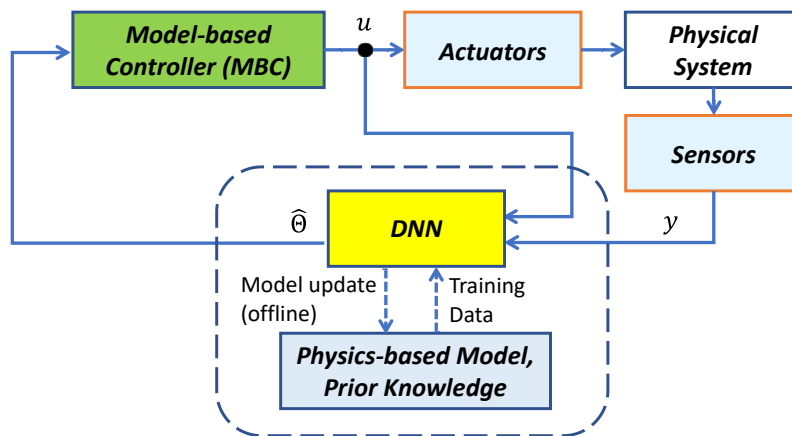 Model-based
Controller (MBC)
u
Actuators
Physical
System
Sensors
y
DNN
Θ̂
Model update
(offline)
Training
Data
Physics-based Model,
Prior Knowledge